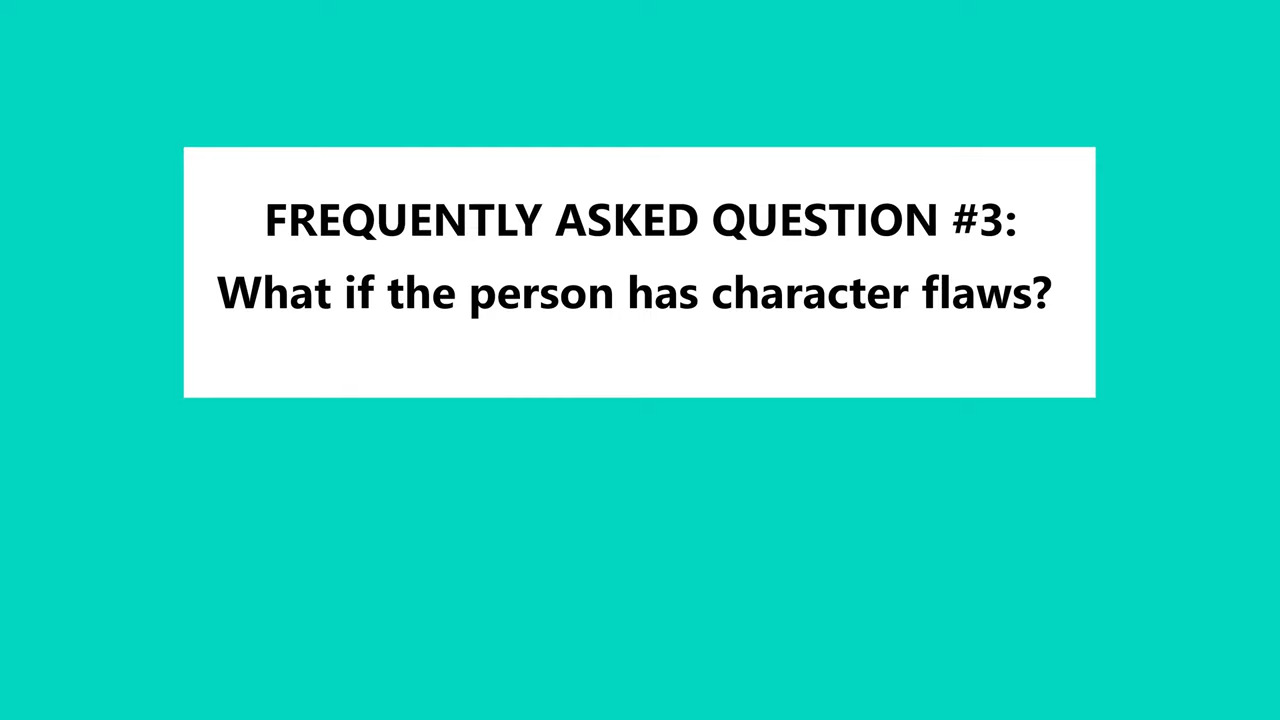 FREQUENTLY ASKED QUESTION #3:
What if the person has character flaws?